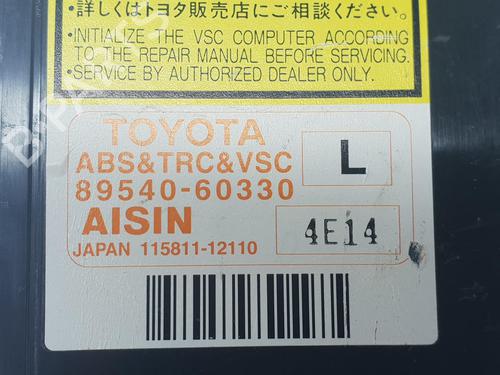 •詳しくはトヨタ販売店にご相談ください。
•INITIALIZE THE VSC COMPUTER ACCORDING
TO THE REPAIR MANUAL BEFORE SERVICING.
•SERVICE BY AUTHORIZED DEALER ONLY.
TOYOTA
ABS&TRC&VSC
L
89540-60330
AISIN
4E14
JAPAN 115811-12110